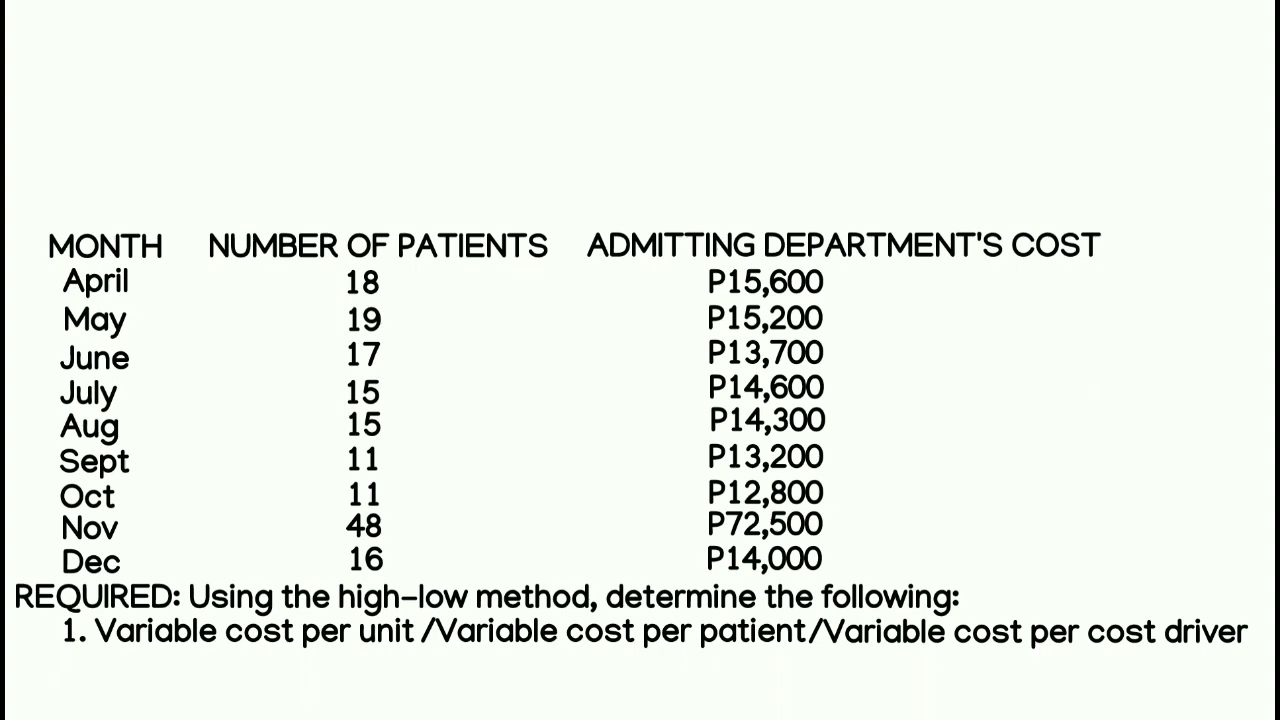 MONTH NUMBER OF PATIENTS ADMITTING DEPARTMENT'S COST
April 18 P15,600
May 19 P15,200
June 17 P13,700
July 15 P14,600
Aug 15 P14,300
Sept 11 P13,200
Oct 11 P12,800
Nov 48 P72,500
Dec 16 P14,000
REQUIRED: Using the high-low method, determine the following:
1. Variable cost per unit /Variable cost per patient/Variable cost per cost driver